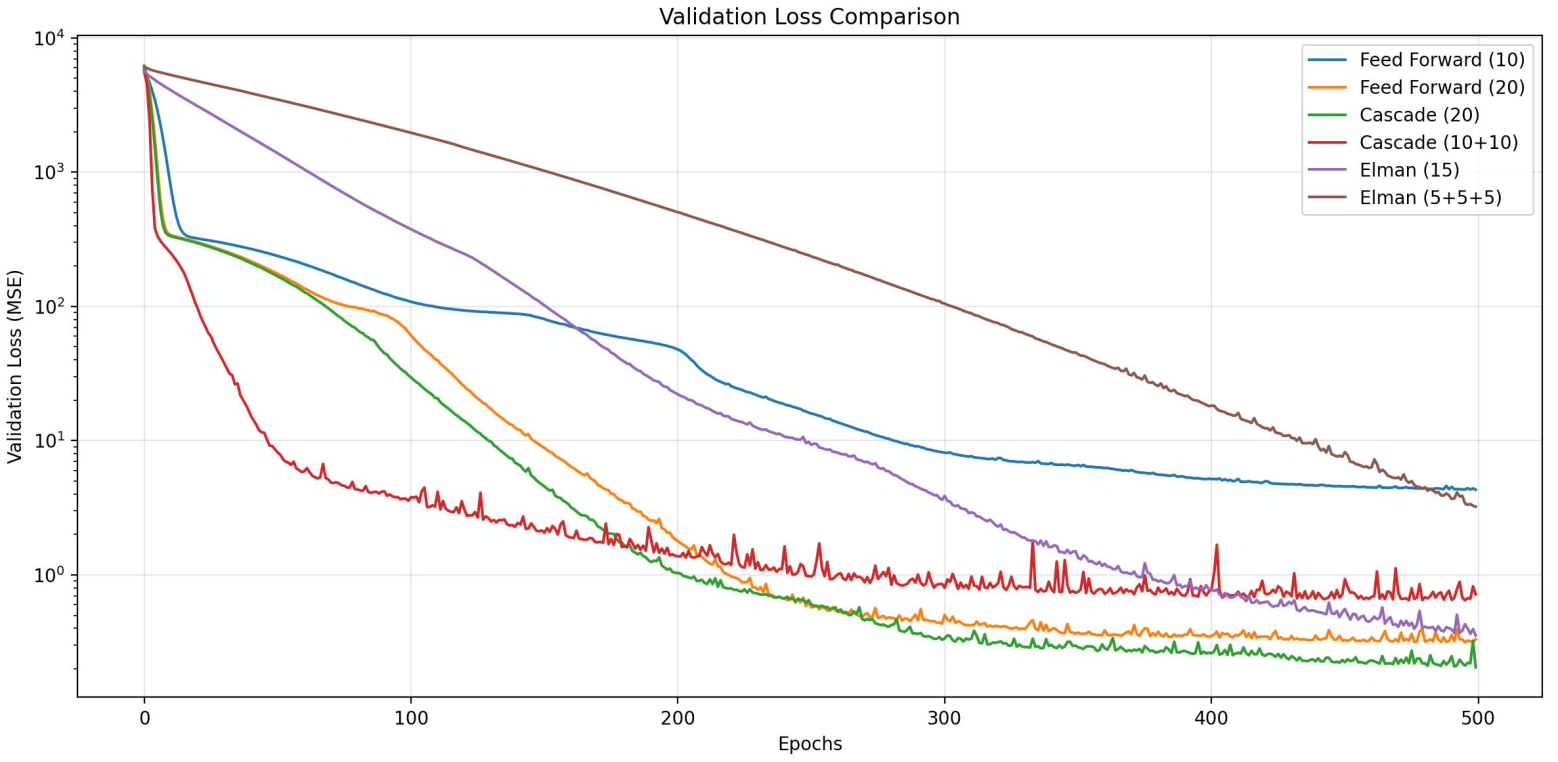 Validation Loss Comparison
Validation Loss (MSE)
10⁴
10³
10²
10¹
10⁰
Feed Forward (10)
Feed Forward (20)
Cascade (20)
Cascade (10+10)
Elman (15)
Elman (5+5+5)
0 100 200 300 400 500
Epochs